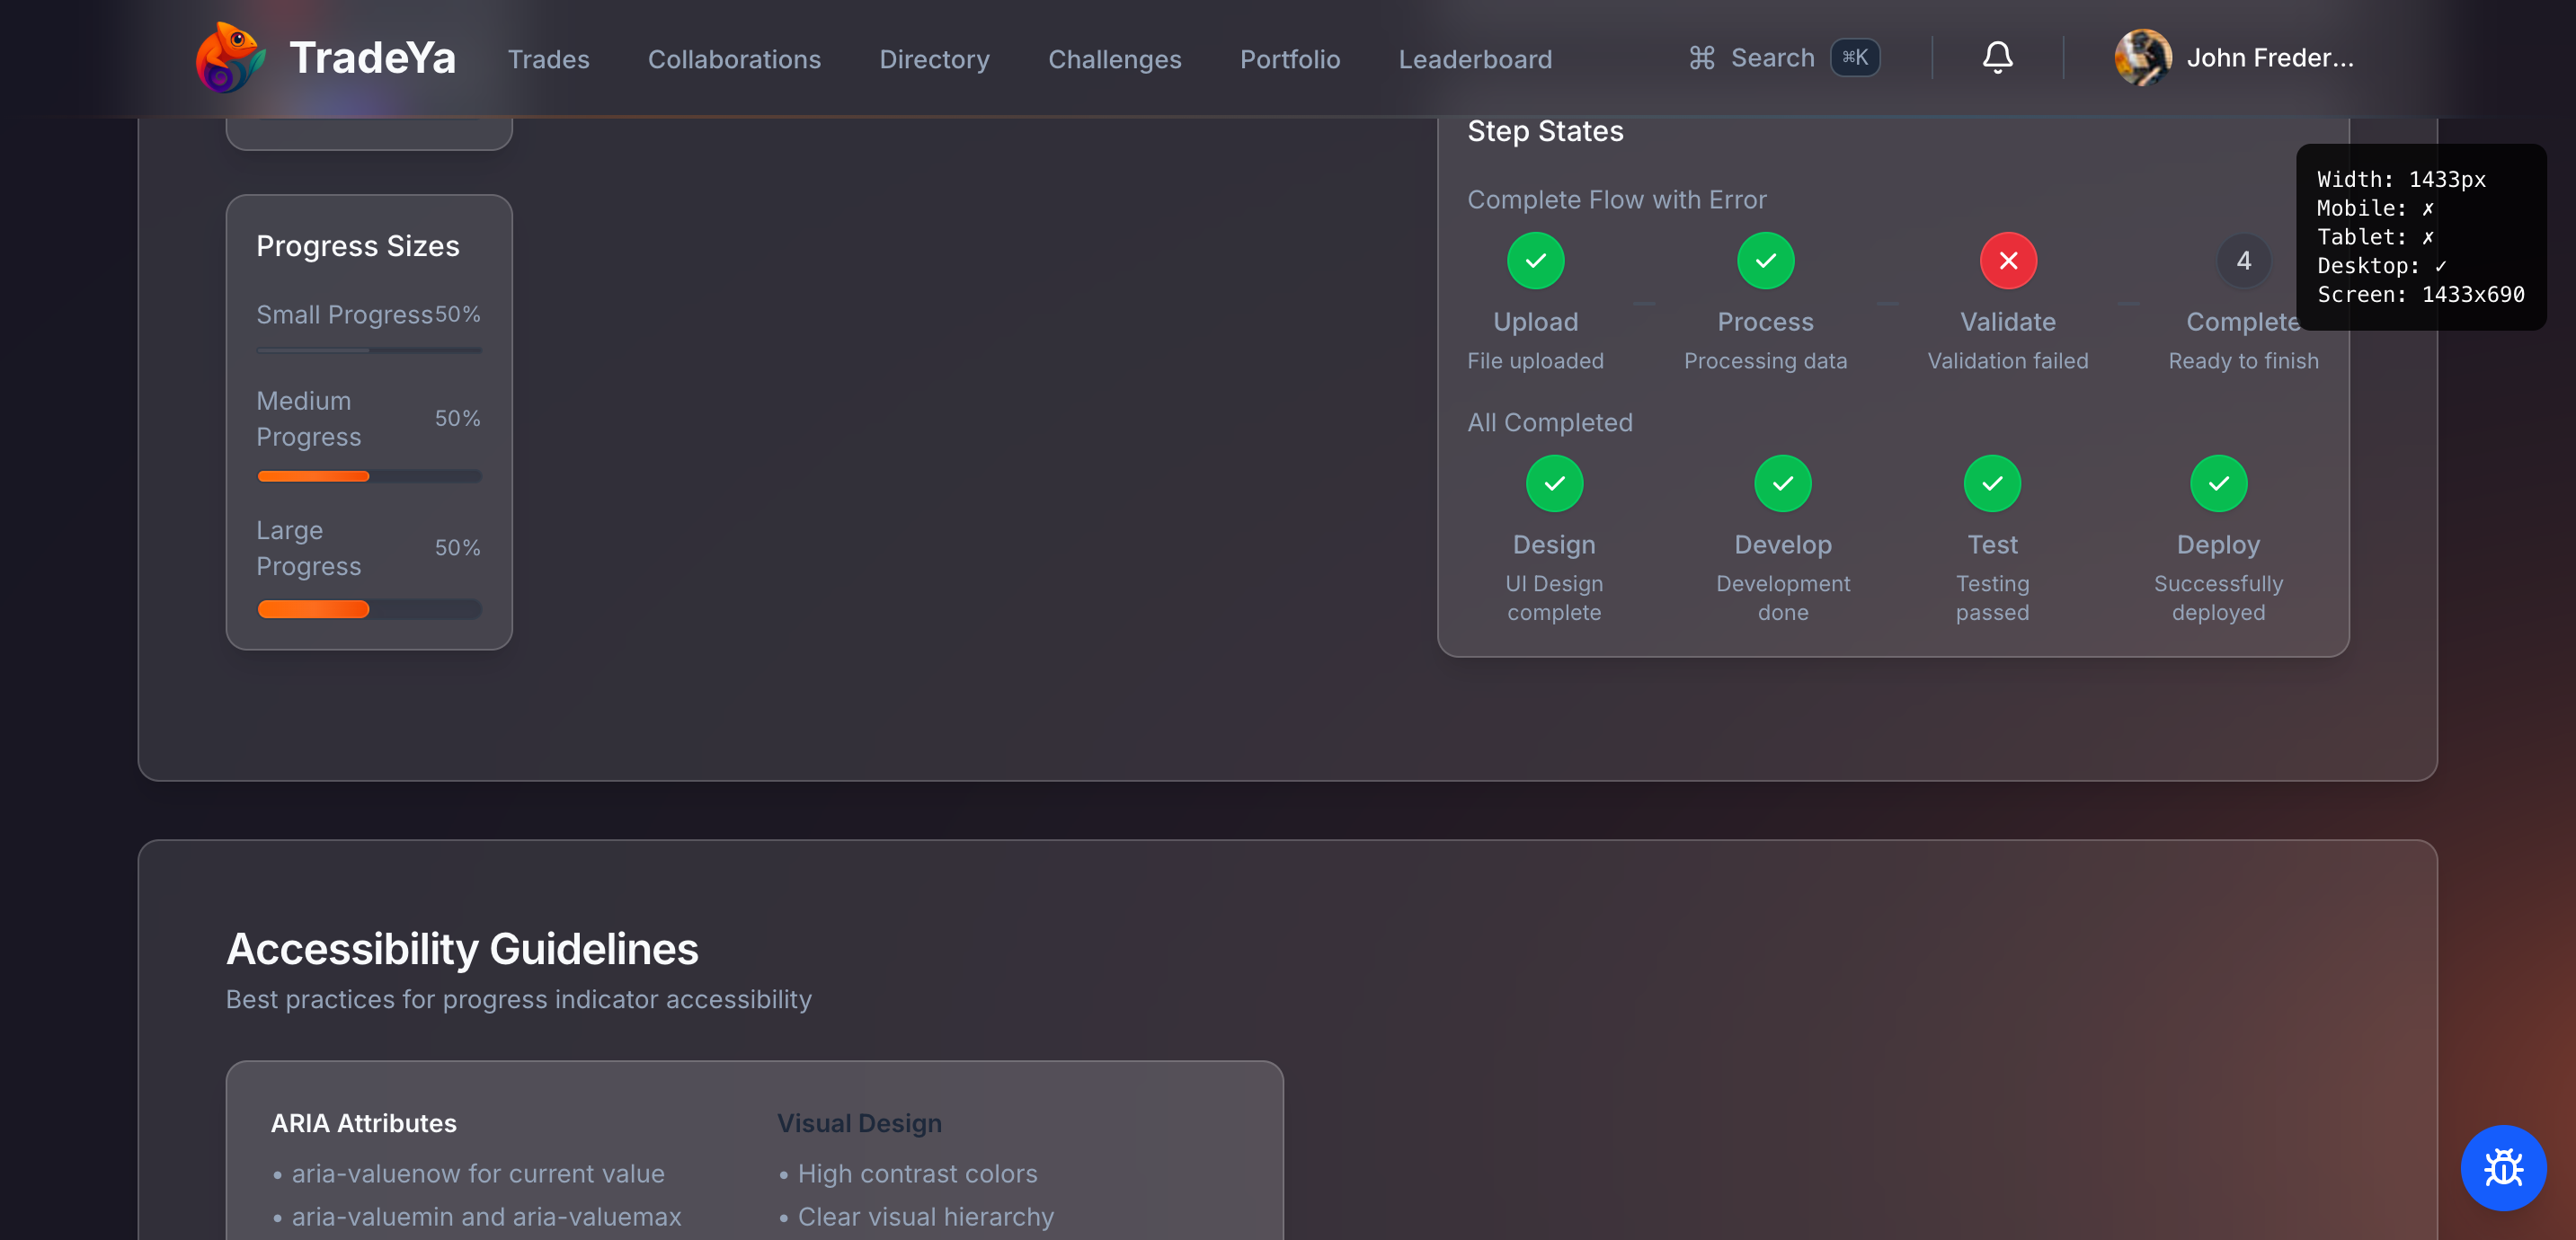 TradeYa
Trades
Collaborations
Directory
Challenges
Portfolio
Leaderboard
⌘ Search ⌘K
John Freder...
Width: 1433px
Mobile: ✗
Tablet: ✗
Desktop: ✓
Screen: 1433x690
Progress Sizes
Small Progress 50%
Medium
Progress
50%
Large
Progress
50%
Step States
Complete Flow with Error
4
Upload
Process
Validate
Complete
File uploaded
Processing data
Validation failed
Ready to finish
All Completed
Design
Develop
Test
Deploy
UI Design
complete
Development
done
Testing
passed
Successfully
deployed
Accessibility Guidelines
Best practices for progress indicator accessibility
ARIA Attributes
• aria-valuenow for current value
• aria-valuemin and aria-valuemax
Visual Design
• High contrast colors
• Clear visual hierarchy